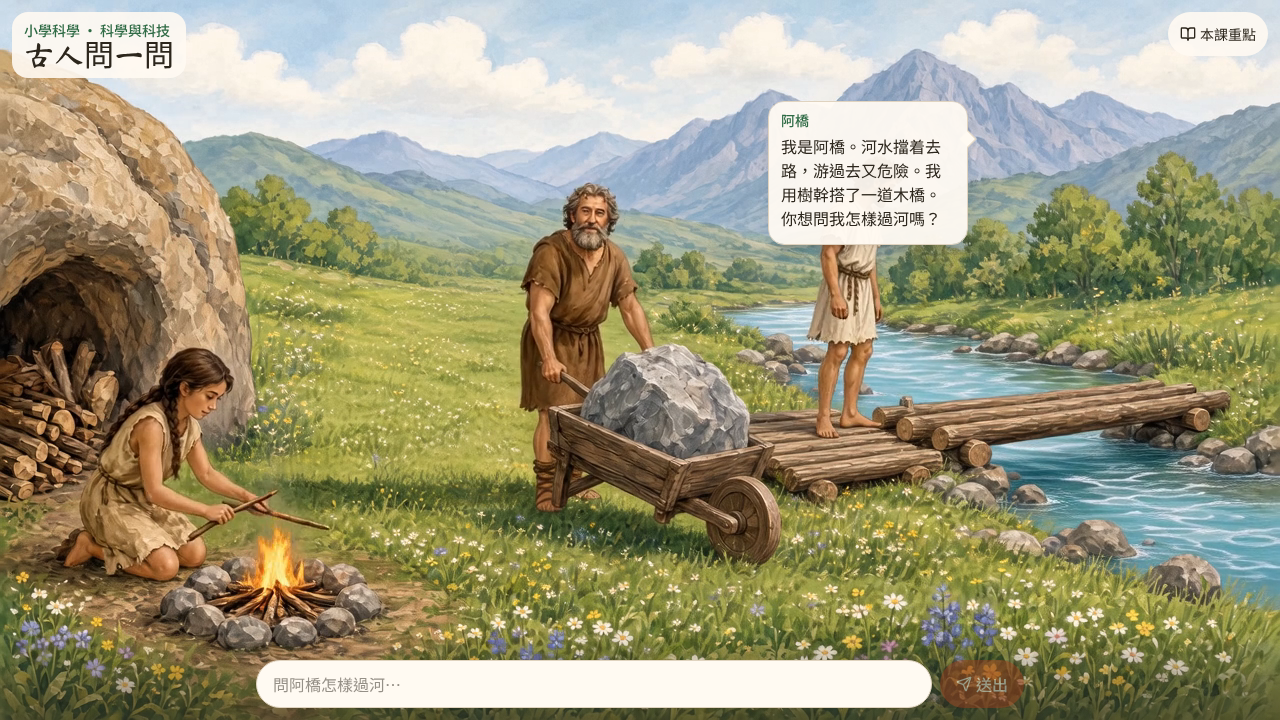 小學科學 · 科學與科技
古人問一問
本課重點
阿橋
我是阿橋。河水擋着去
路，游過去又危險。我
用樹幹搭了一道木橋。
你想問我怎樣過河嗎？
問阿橋怎樣過河…
送出